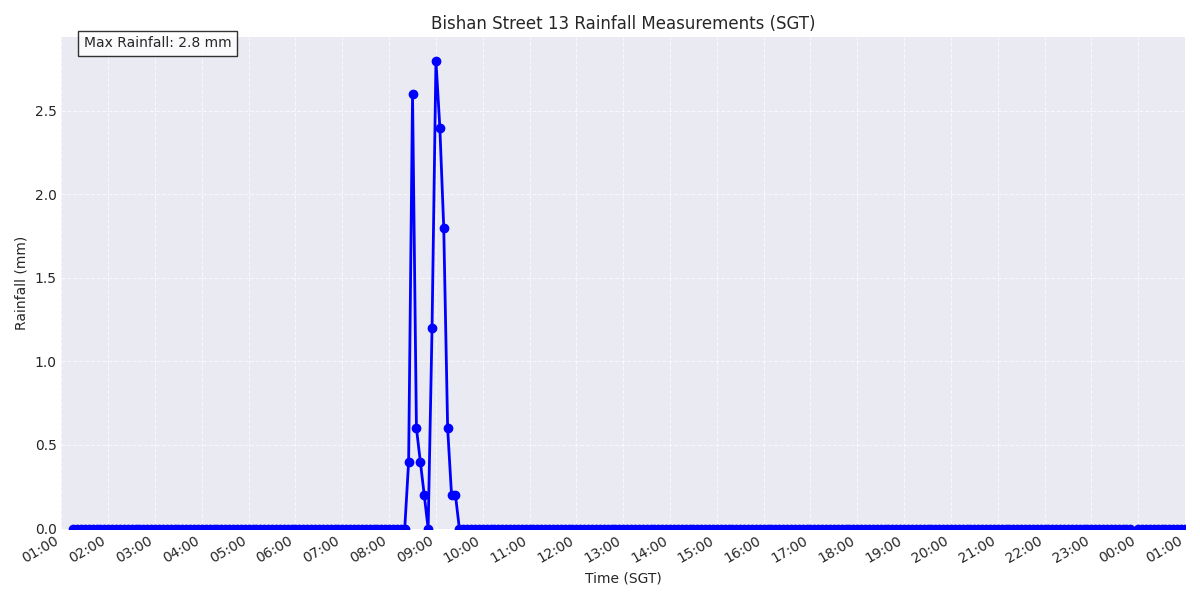 Bishan Street 13 Rainfall Measurements (SGT)
Max Rainfall: 2.8 mm
2.5
2.0
1.5
1.0
0.5
0.0
Rainfall (mm)
01:00 02:00 03:00 04:00 05:00 06:00 07:00 08:00 09:00 10:00 11:00 12:00 13:00 14:00 15:00 16:00 17:00 18:00 19:00 20:00 21:00 22:00 23:00 00:00 01:00
Time (SGT)